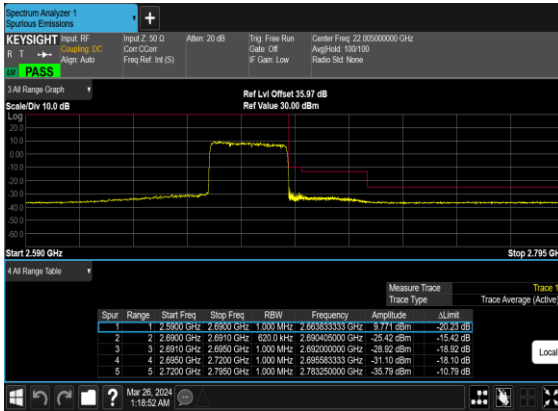 Spectrum Analyzer 1
Spurious Emissions
+
KEYSIGHT Input: RF Input Z: 50 Ω Atten: 20 dB Trig: Free Run Center Freq: 22.005000000 GHz
R T Coupling: DC Corr CCorr Gate: Off Avg|Hold: 100/100
Align: Auto Freq Ref: Int (S) IF Gain: Low Radio Std: None
PASS
3 All Range Graph
Ref Lvl Offset 35.97 dB
Scale/Div 10.0 dB Ref Value 30.00 dBm
Log
20.0
10.0
0.00
-10.0
-20.0
-30.0
-40.0
-50.0
-60.0
Start 2.590 GHz Stop 2.795 GH
4 All Range Table
Measure Trace Trace 1
Trace Type Trace Average (Active)
Spur Range Start Freq Stop Freq RBW Frequency Amplitude ΔLimit
1 1 2.5900 GHz 2.6900 GHz 1.000 MHz 2.663833333 GHz 9.771 dBm -20.23 dB
2 2 2.6900 GHz 2.6910 GHz 620.0 kHz 2.690405000 GHz -25.42 dBm -15.42 dB
3 3 2.6910 GHz 2.6950 GHz 1.000 MHz 2.692000000 GHz -28.92 dBm -18.92 dB
4 4 2.6950 GHz 2.7200 GHz 1.000 MHz 2.695583333 GHz -31.10 dBm -18.10 dB
5 5 2.7200 GHz 2.7950 GHz 1.000 MHz 2.783250000 GHz -35.79 dBm -10.79 dB
Local
?
Mar 26, 2024
1:18:52 AM